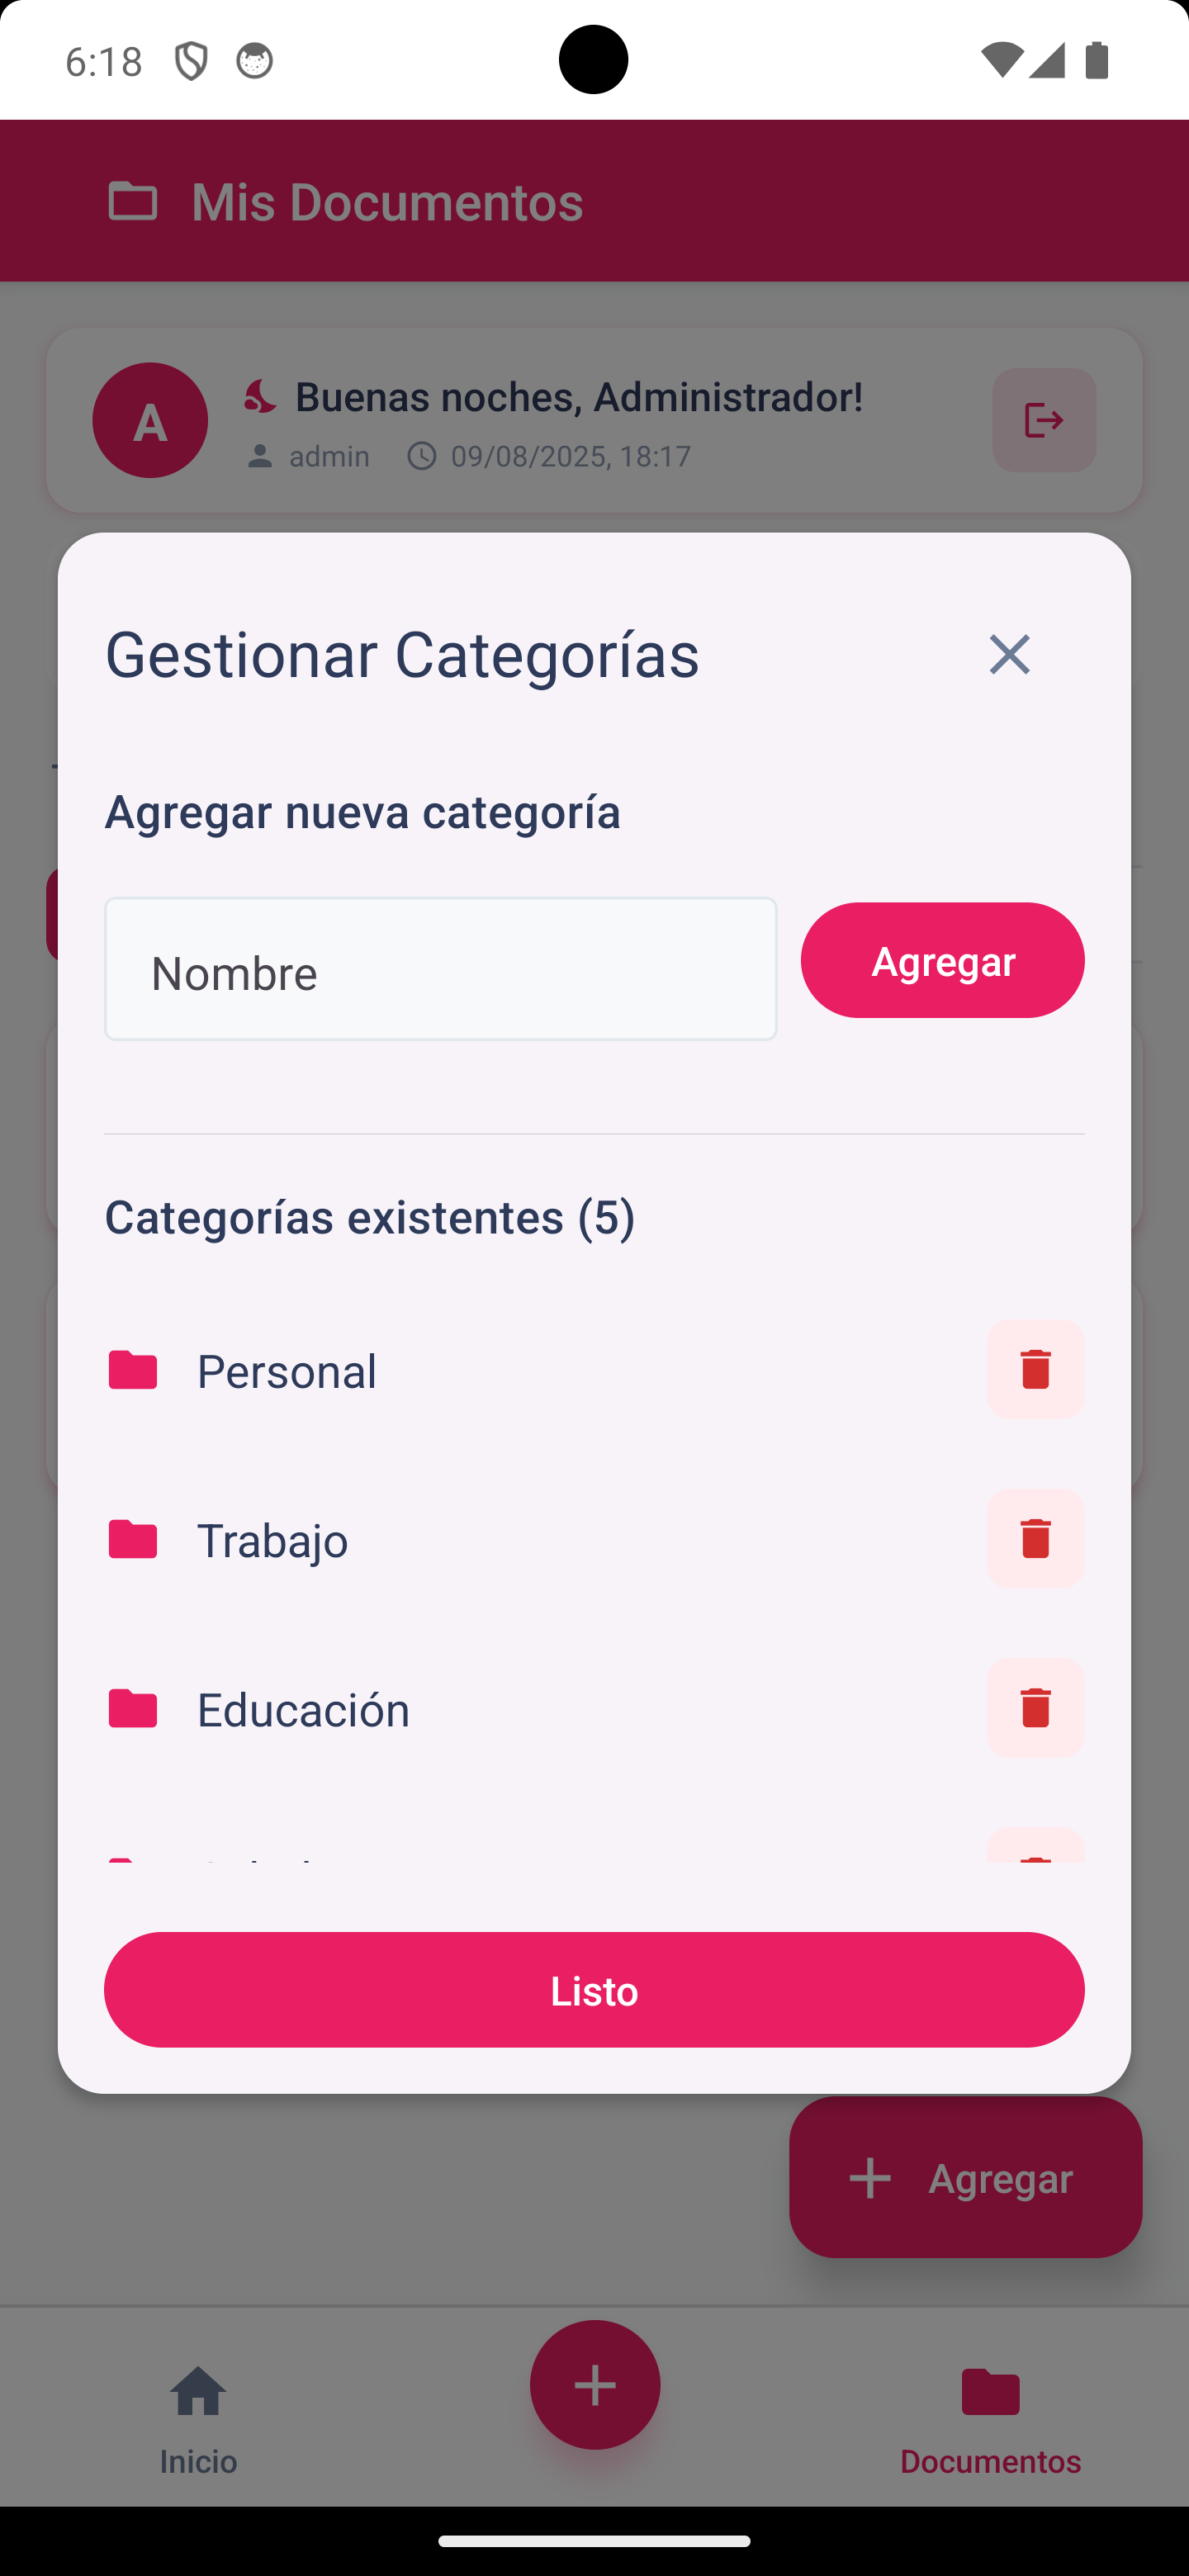 6:18
Mis Documentos
A
Buenas noches, Administrador!
admin 09/08/2025, 18:17
Gestionar Categorías
Agregar nueva categoría
Nombre
Agregar
Categorías existentes (5)
Personal
Trabajo
Educación
Listo
Agregar
Inicio
Documentos